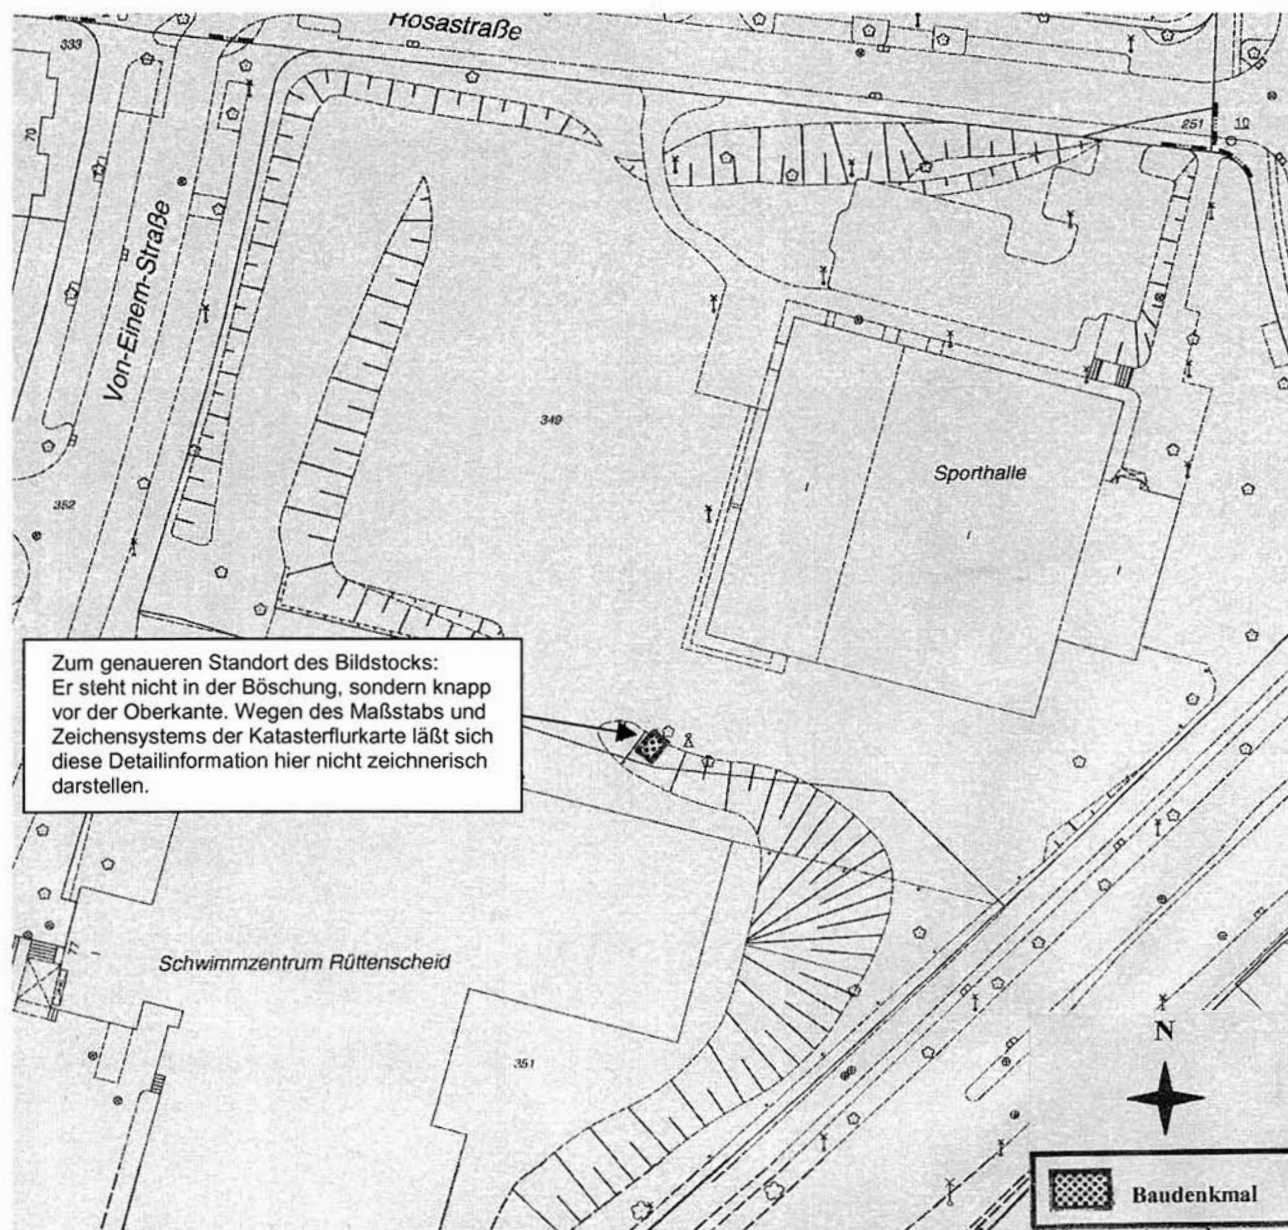 Rosastraße
333
70
251
10
Von-Einem-Straße
349
Sporthalle
I
I
I
352
Zum genaueren Standort des Bildstocks:
Er steht nicht in der Böschung, sondern knapp
vor der Oberkante. Wegen des Maßstabs und
Zeichensystems der Katasterflurkarte läßt sich
diese Detailinformation hier nicht zeichnerisch
darstellen.
77
I
Schwimmzentrum Rüttenscheid
351
N
Baudenkmal